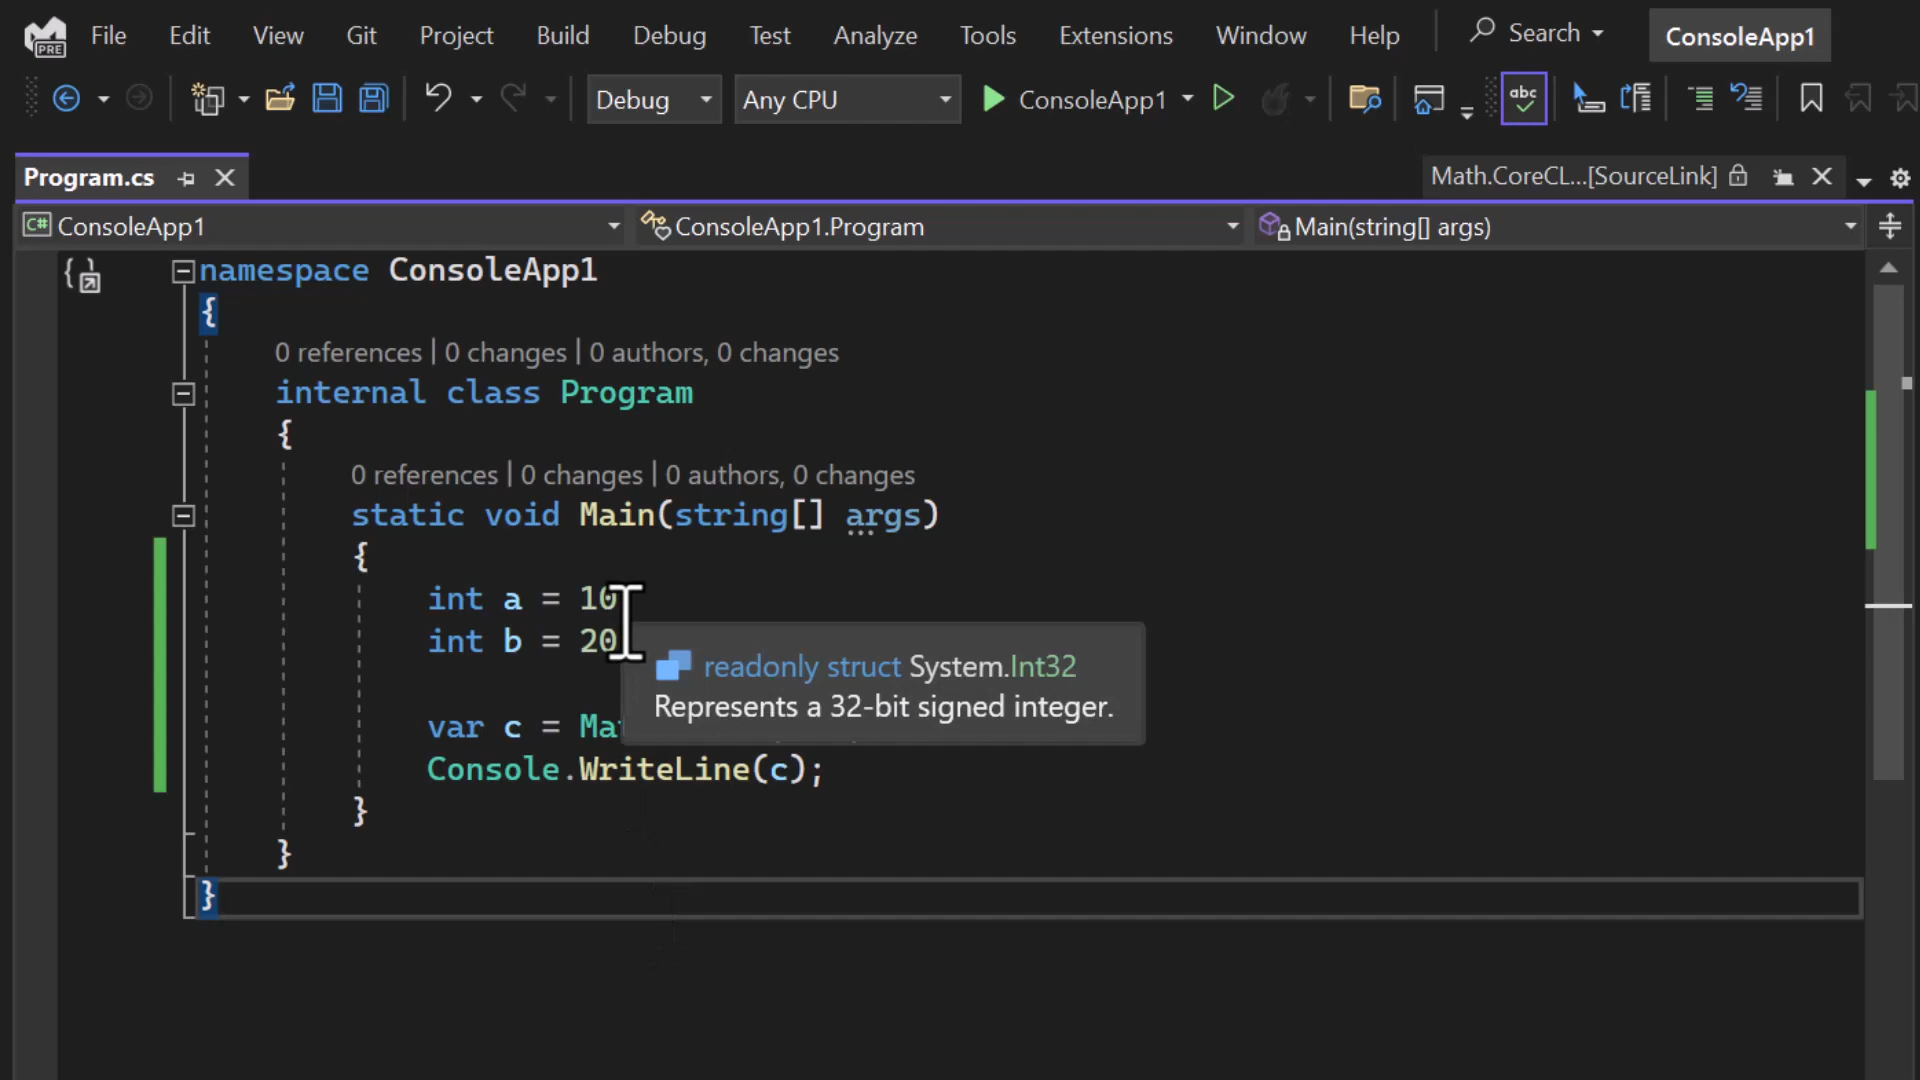 PRE File Edit View Git Project Build Debug Test Analyze Tools Extensions Window Help Search ConsoleApp1
Debug Any CPU ConsoleApp1 abc
Program.cs Math.CoreCL...[SourceLink]
C# ConsoleApp1 ConsoleApp1.Program Main(string[] args)
namespace ConsoleApp1
{
0 references | 0 changes | 0 authors, 0 changes
internal class Program
{
0 references | 0 changes | 0 authors, 0 changes
static void Main(string[] args)
{
int a = 10
int b = 20
readonly struct System.Int32
Represents a 32-bit signed integer.
var c = Mat
Console.WriteLine(c);
}
}
}